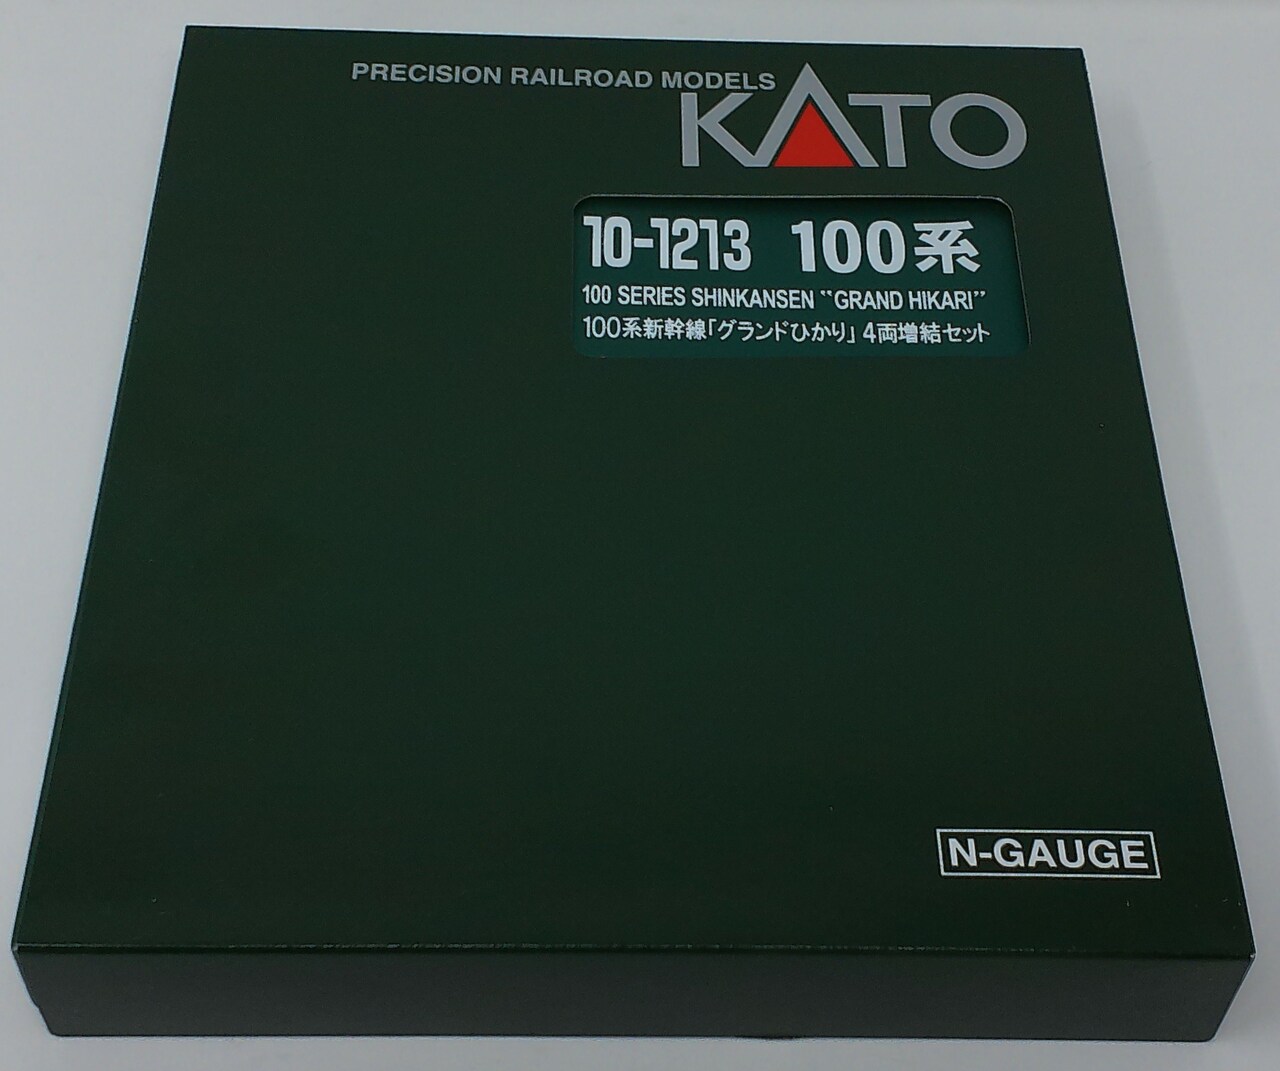 PRECISION RAILROAD MODELS
KATO
10-1213 100系
100 SERIES SHINKANSEN "GRAND HIKARI"
100系新幹線「グランドひかり」 4両増結セット
N-GAUGE